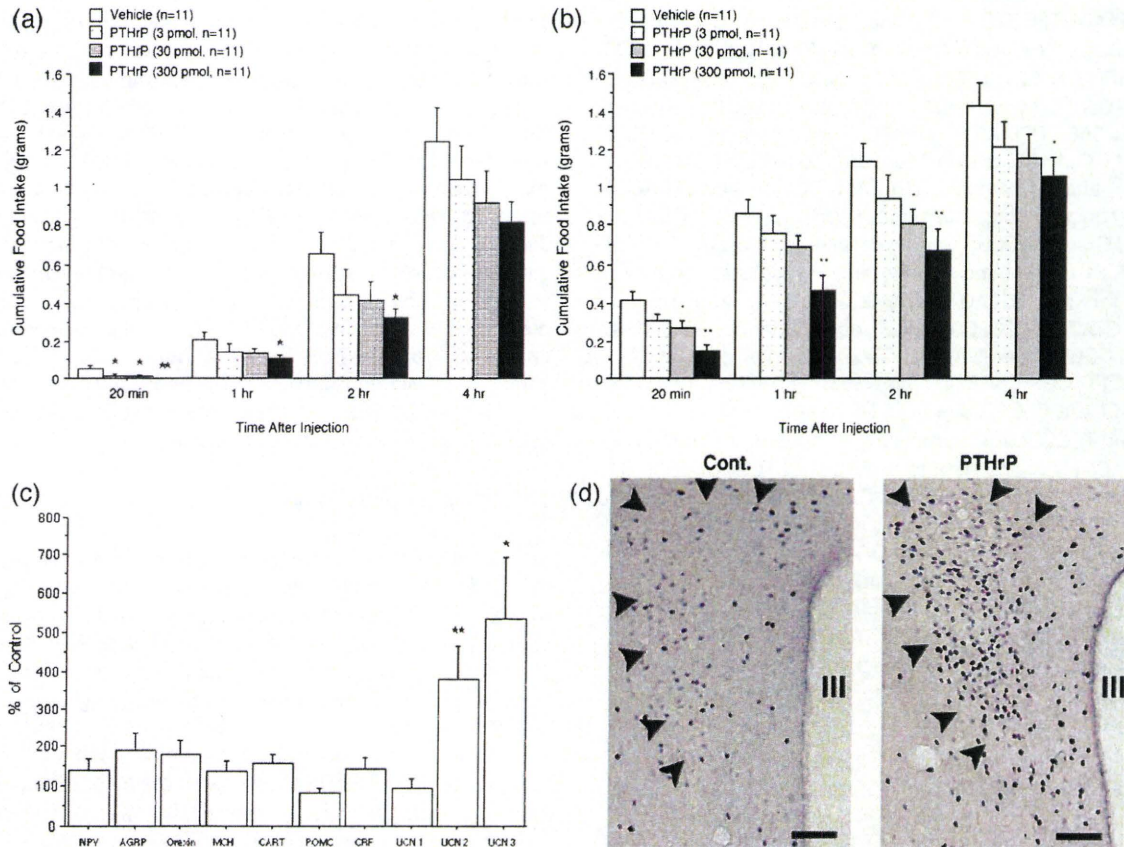 (a)
Vehicle (n=11)
PTHrP (3 pmol, n=11)
PTHrP (30 pmol, n=11)
PTHrP (300 pmol, n=11)
Cumulative Food Intake (grams)
1.6
1.4
1.2
1
0.8
0.6
0.4
0.2
0
* * **
*
*
20 min 1 hr 2 hr 4 hr
Time After Injection
(b)
Vehicle (n=11)
PTHrP (3 pmol, n=11)
PTHrP (30 pmol, n=11)
PTHrP (300 pmol, n=11)
Cumulative Food Intake (grams)
1.6
1.4
1.2
1
0.8
0.6
0.4
0.2
0
* **
**
* **
*
20 min 1 hr 2 hr 4 hr
Time After Injection
(c)
% of Control
800
700
600
500
400
300
200
100
0
** *
NPY AGRP Orexin MCH CART POMC CRF UCN 1 UCN 2 UCN 3
(d)
Cont. PTHrP
III III